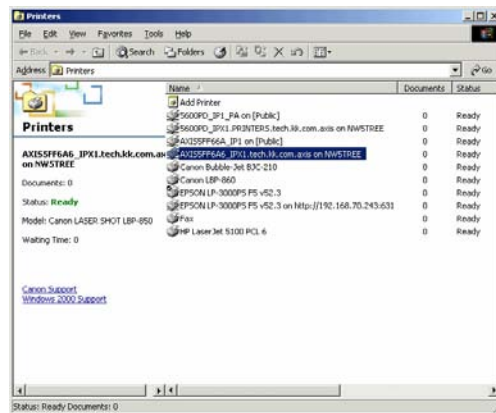 Printers
File Edit View Favorites Tools Help
Back Search Folders
Address Printers Go
Printers
AXIS5FF6A6_IPX1.tech.kk.com.ax
on NW5TREE
Documents: 0
Status: Ready
Model: Canon LASER SHOT LBP-850
Waiting Time: 0
Canon Support
Windows 2000 Support
Name Documents Status
Add Printer
5600PD_IP1_PA on [Public] 0 Ready
5600PD_IPX1.PRINTERS.tech.kk.com.axis on NW5TREE 0 Ready
AXIS5FF66A_IP1 on [Public] 0 Ready
AXIS5FF6A6_IPX1.tech.kk.com.axis on NW5TREE 0 Ready
Canon Bubble-Jet BJC-210 0 Ready
Canon LBP-860 0 Ready
EPSON LP-3000PS F5 v52.3 0 Ready
EPSON LP-3000PS F5 v52.3 on http://192.168.70.243:631 0 Ready
Fax 0 Ready
HP LaserJet 5100 PCL 6 0 Ready
Status: Ready Documents: 0